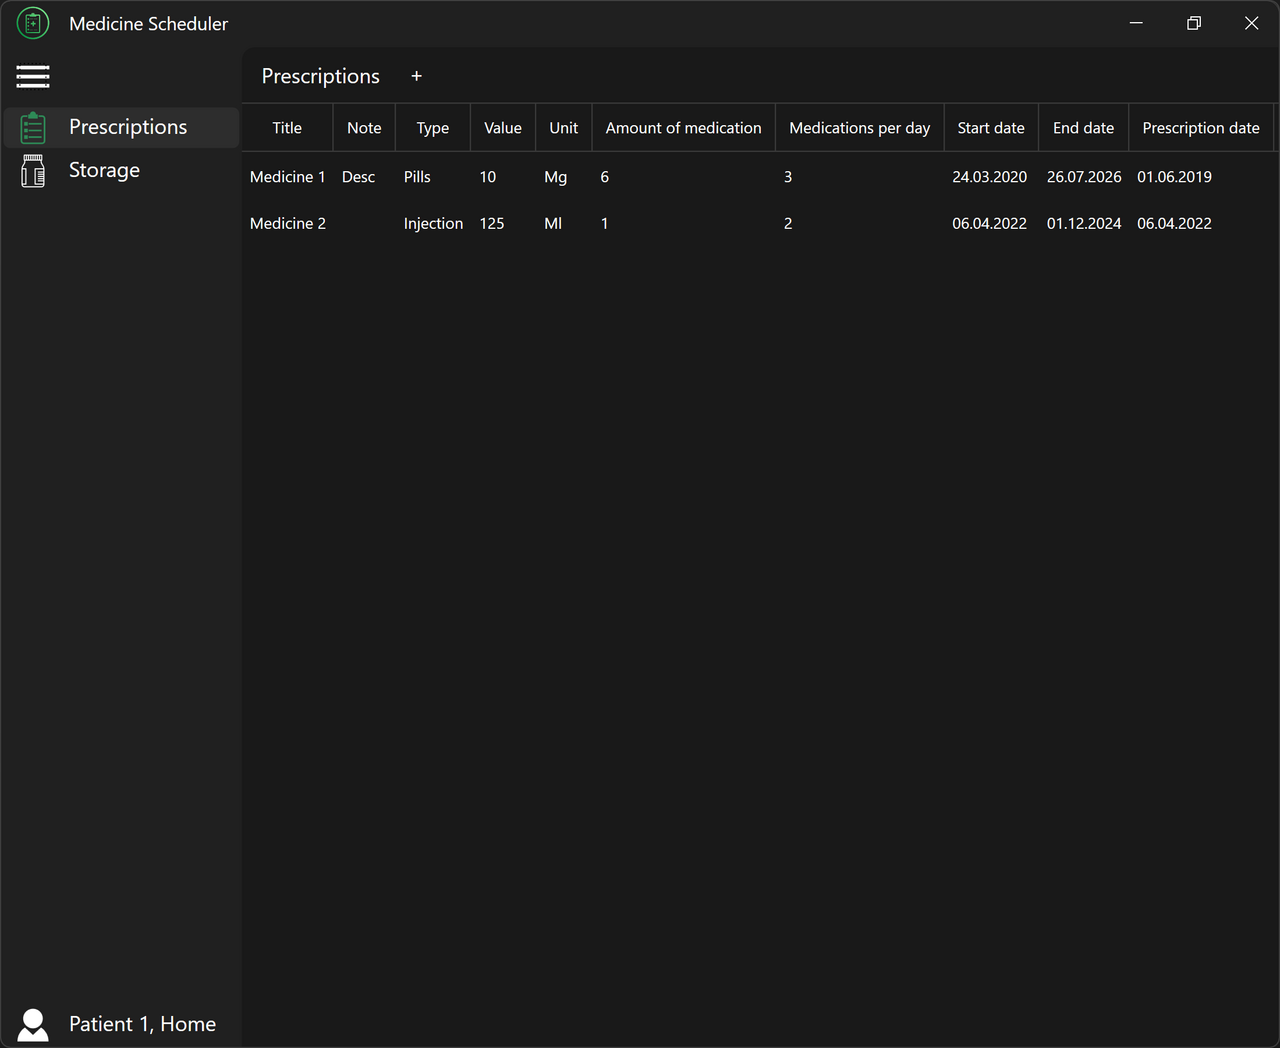 Medicine Scheduler
Prescriptions +
Prescriptions
Storage
Title Note Type Value Unit Amount of medication Medications per day Start date End date Prescription date
Medicine 1 Desc Pills 10 Mg 6 3 24.03.2020 26.07.2026 01.06.2019
Medicine 2 Injection 125 Ml 1 2 06.04.2022 01.12.2024 06.04.2022
Patient 1, Home